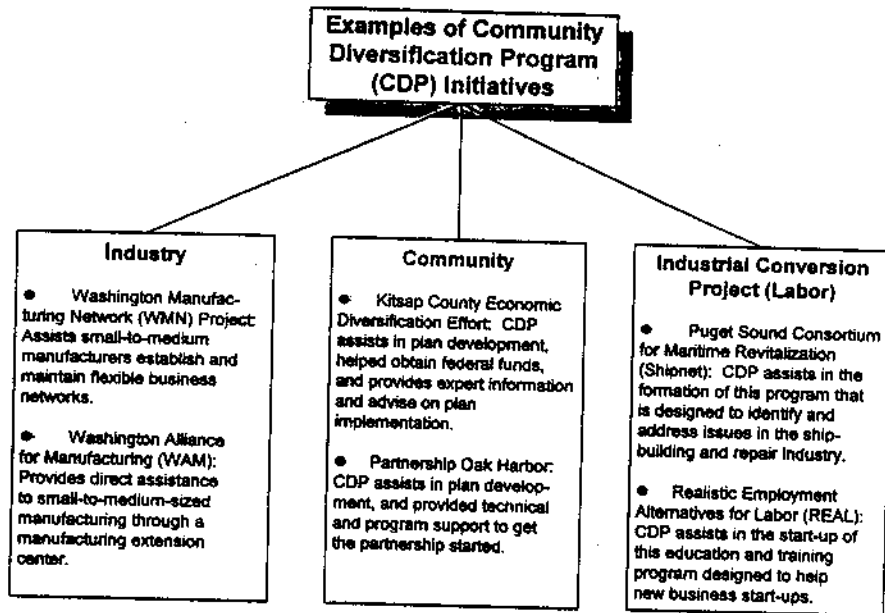 Examples of Community
Diversification Program
(CDP) Initiatives
Industry
● Washington Manufac-
turing Network (WMN) Project:
Assists small-to-medium
manufacturers establish and
maintain flexible business
networks.
● Washington Alliance
for Manufacturing (WAM):
Provides direct assistance
to small-to-medium-sized
manufacturing through a
manufacturing extension
center.
Community
● Kitsap County Economic
Diversification Effort: CDP
assists in plan development,
helped obtain federal funds,
and provides expert information
and advise on plan
implementation.
● Partnership Oak Harbor:
CDP assists in plan develop-
ment, and provided technical
and program support to get
the partnership started.
Industrial Conversion
Project (Labor)
● Puget Sound Consortium
for Maritime Revitalization
(Shipnet): CDP assists in the
formation of this program that
is designed to identify and
address issues in the ship-
building and repair Industry.
● Realistic Employment
Alternatives for Labor (REAL):
CDP assists in the start-up of
this education and training
program designed to help
new business start-ups.